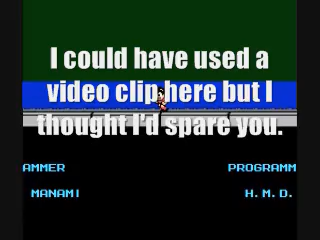 I could have used a
video clip here but I
thought I'd spare you.
AMMER PROGRAMM
MANAMI H.M.D.